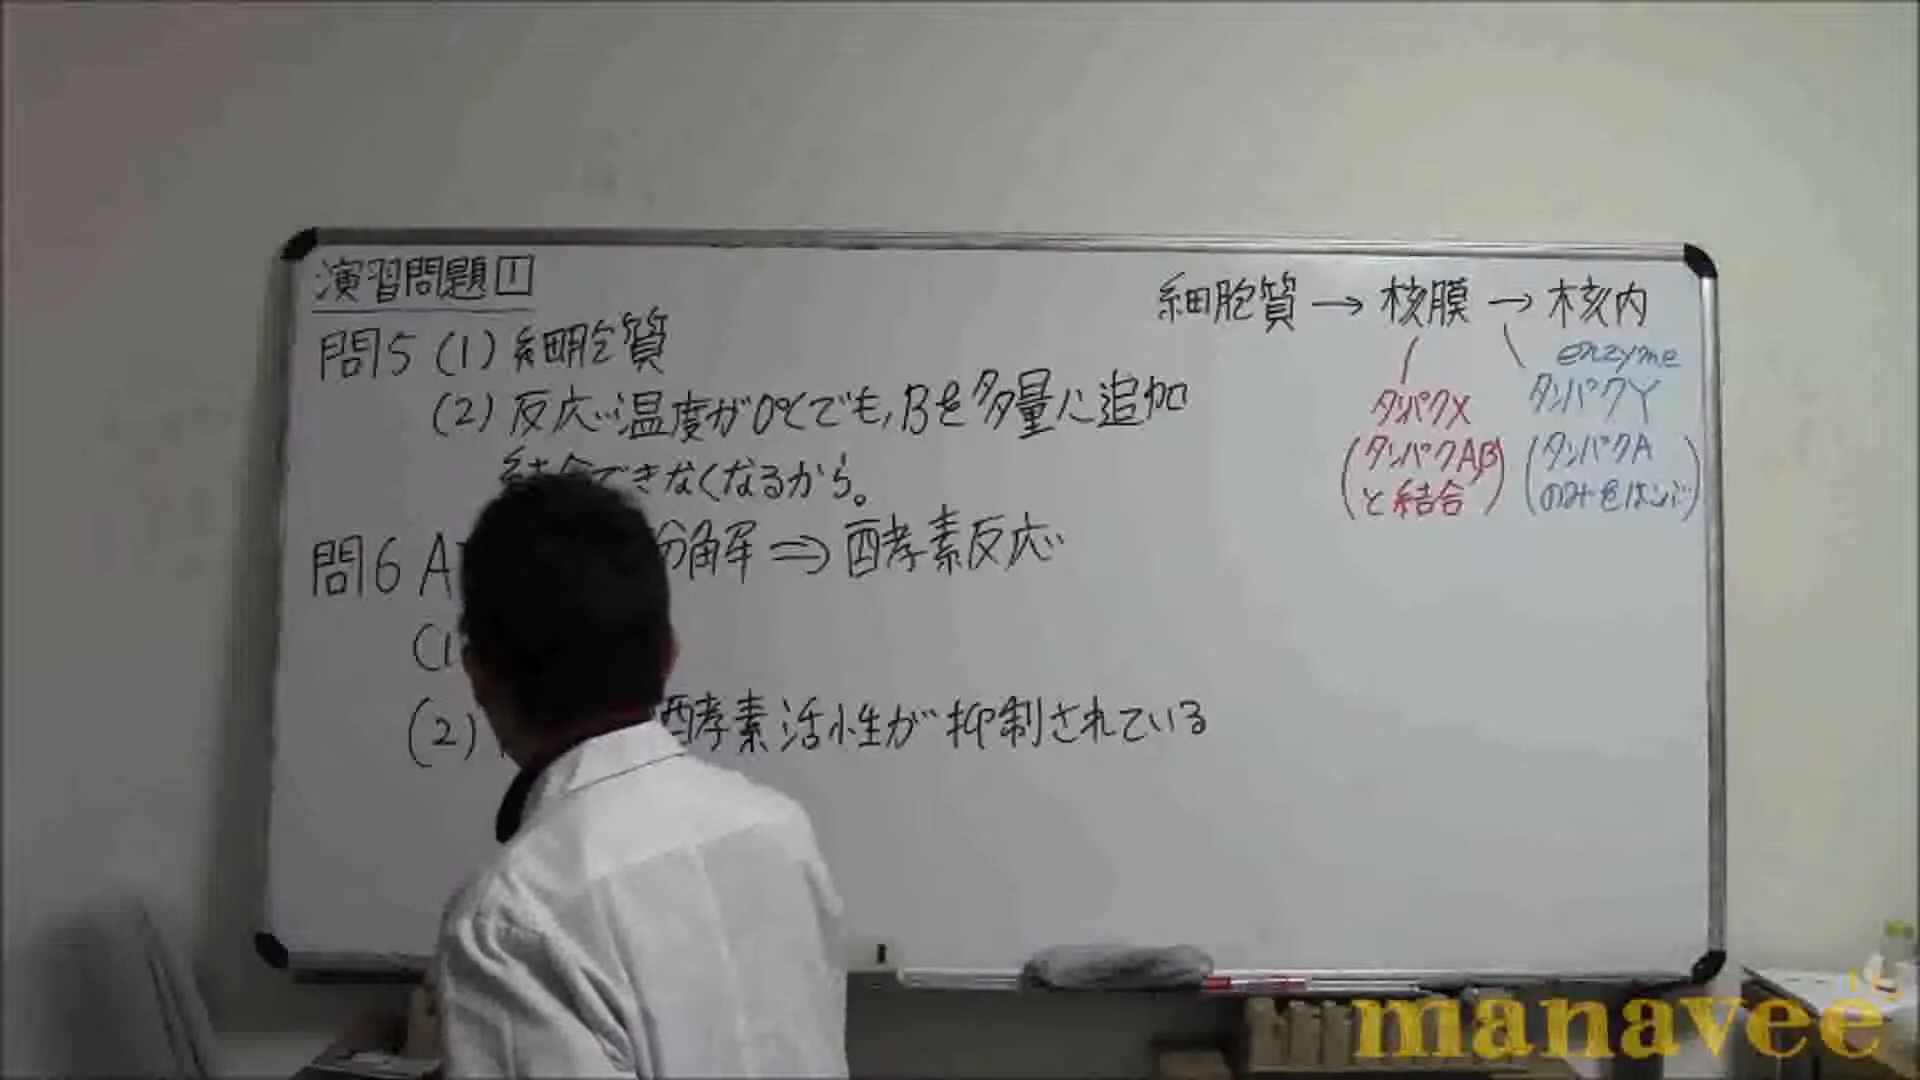 演習問題1
問5 (1) 細胞質
(2) 反応温度が0℃でも,Bを多量に追加
できなくなるから。
問6 A 分解 ⇒ 酵素反応
(1
(2) 酵素活性が抑制されている
細胞質 → 核膜 → 核内
タンパクX
(タンパクAB
と結合)
enzyme
タンパクY
(タンパクA
のみをはこぶ)
manavee